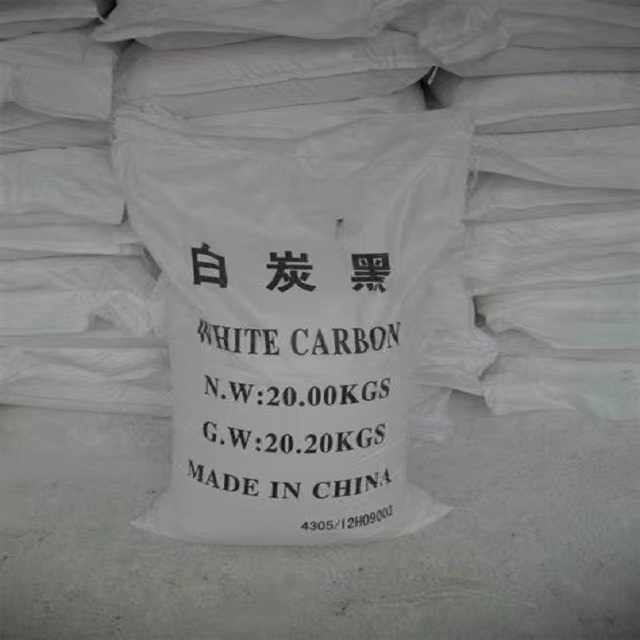 白炭黑
WHITE CARBON
N.W:20.00KGS
G.W:20.20KGS
MADE IN CHINA
4305/12H09002